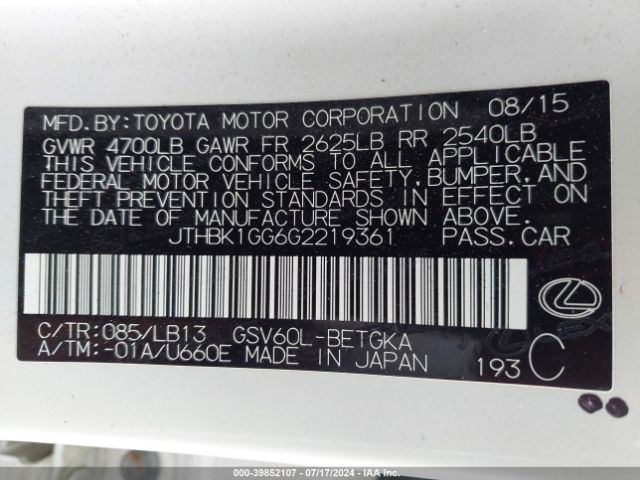 MFD.BY:TOYOTA MOTOR CORPORATION 08/15
GVWR 4700LB GAWR FR 2625LB RR 2540LB
THIS VEHICLE CONFORMS TO ALL APPLICABLE
FEDERAL MOTOR VEHICLE SAFETY,BUMPER,AND
THEFT PREVENTION STANDARDS IN EFFECT ON
THE DATE OF MANUFACTURE SHOWN ABOVE.
JTHBK1GG6G2219361 PASS.CAR
C/TR:085/LB13 GSV60L-BETGKA
A/TM:-01A/U660E MADE IN JAPAN 193 C
000-39852107 / 07/17/2024 / IAA, Inc.